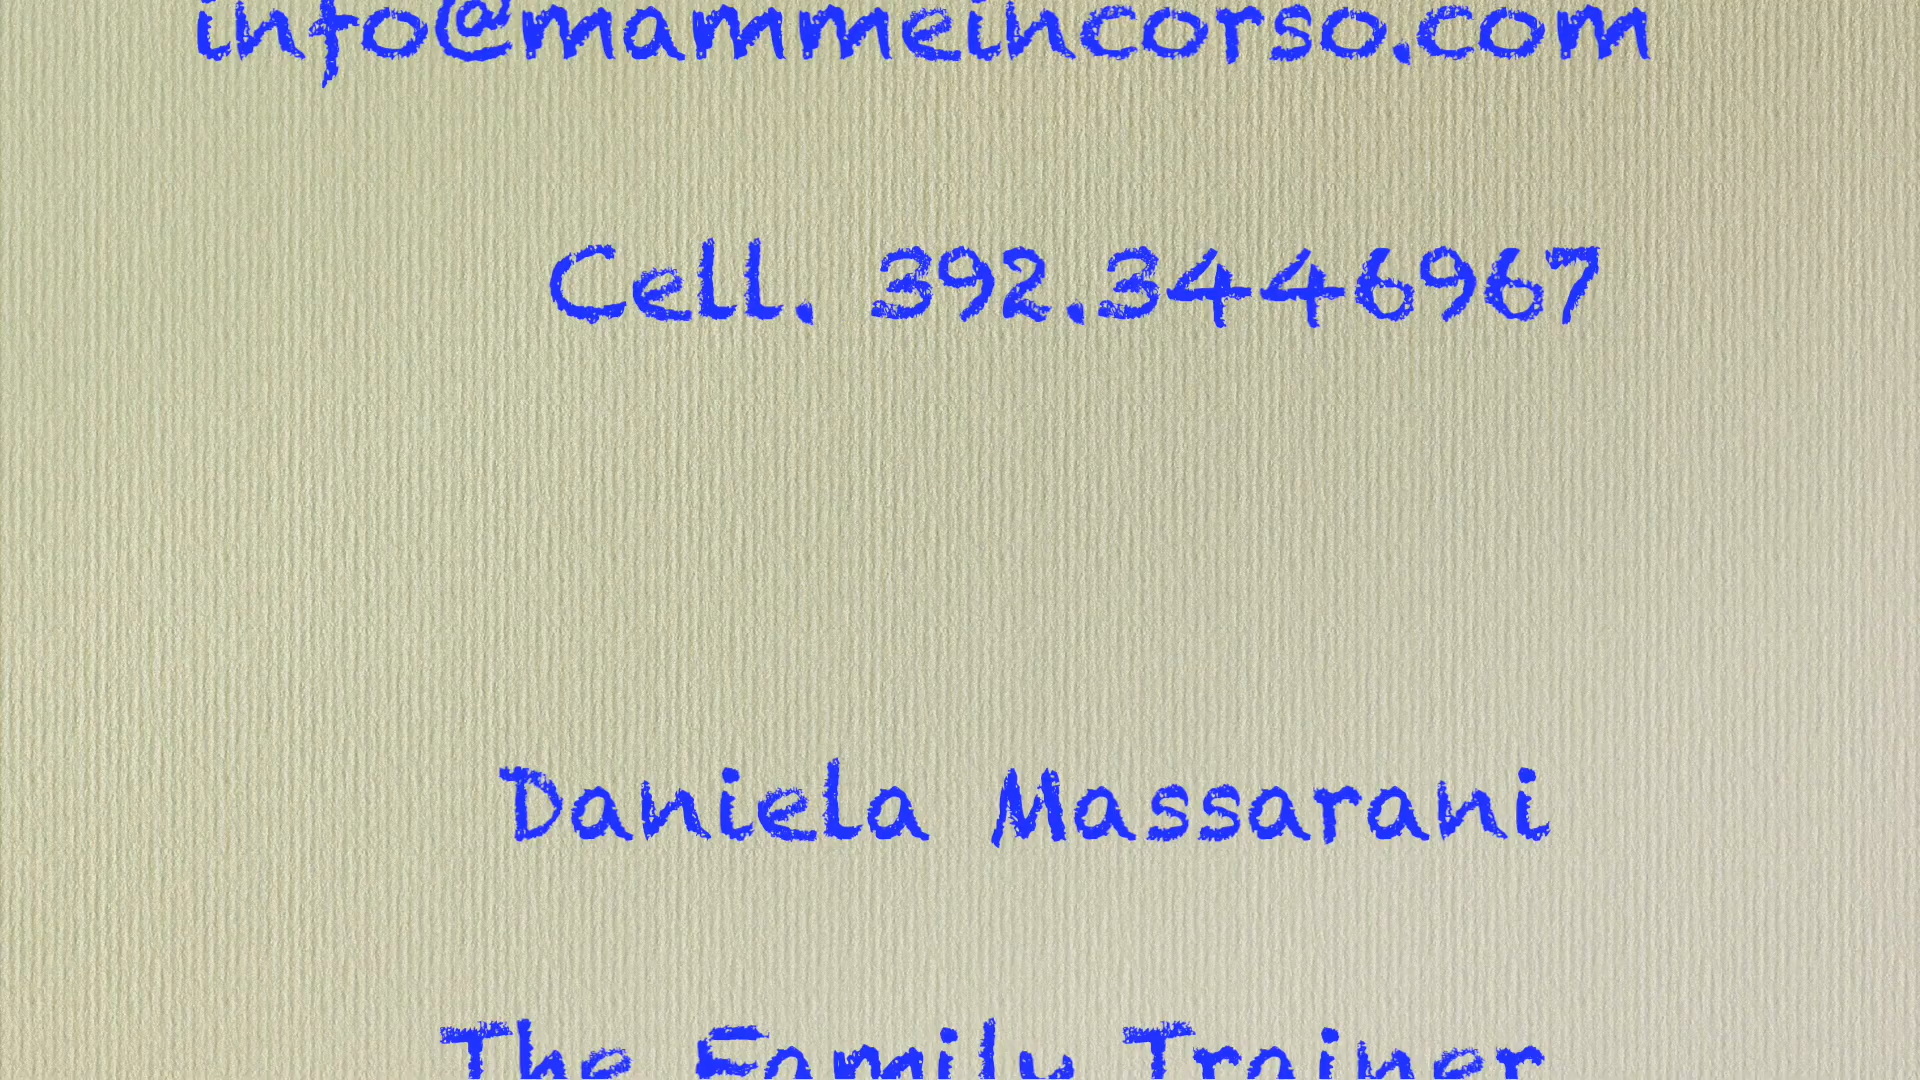 info@mammeincorso.com
Cell. 392.3446967
Daniela Massarani
The Family Trainer